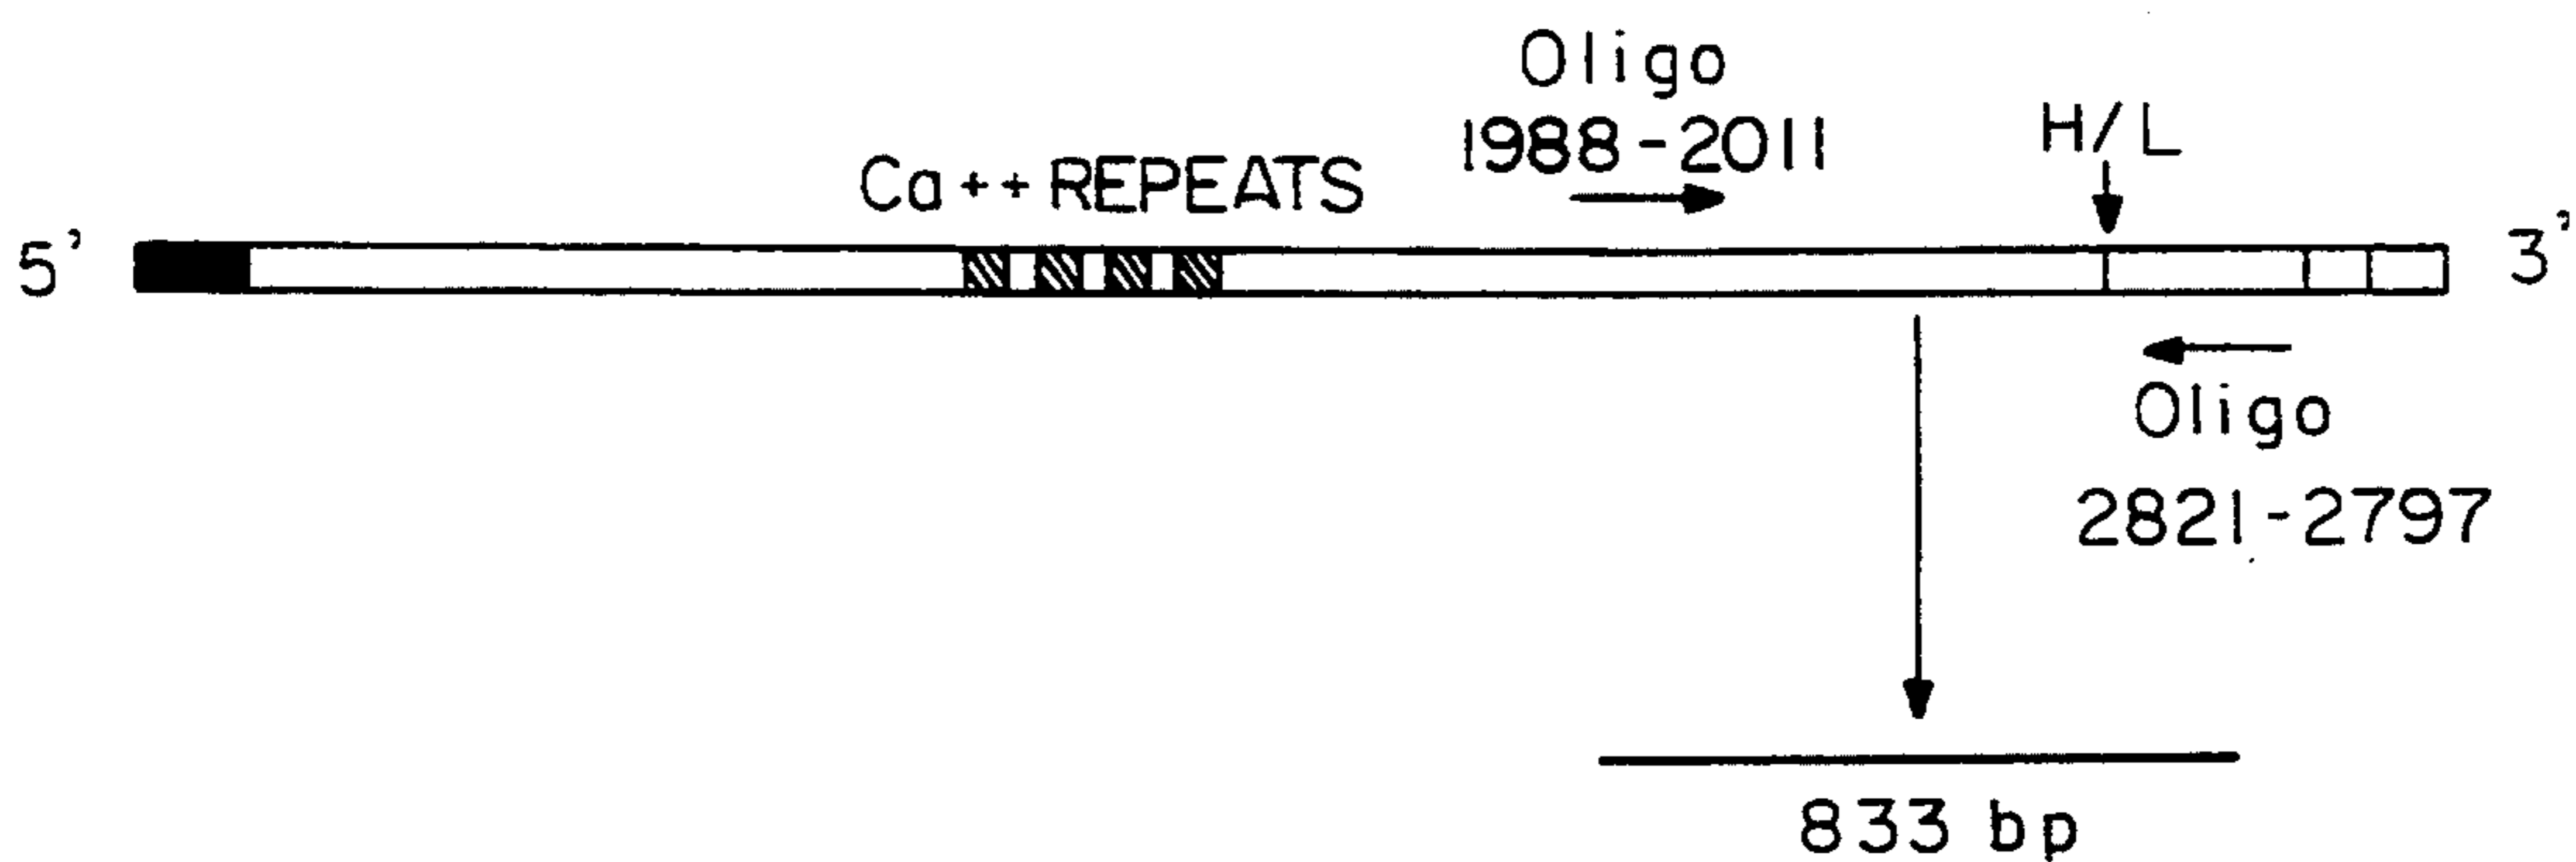 Oligo
1988-2011
H/L
Ca++ REPEATS
5'
3'
Oligo
2821-2797
833 bp